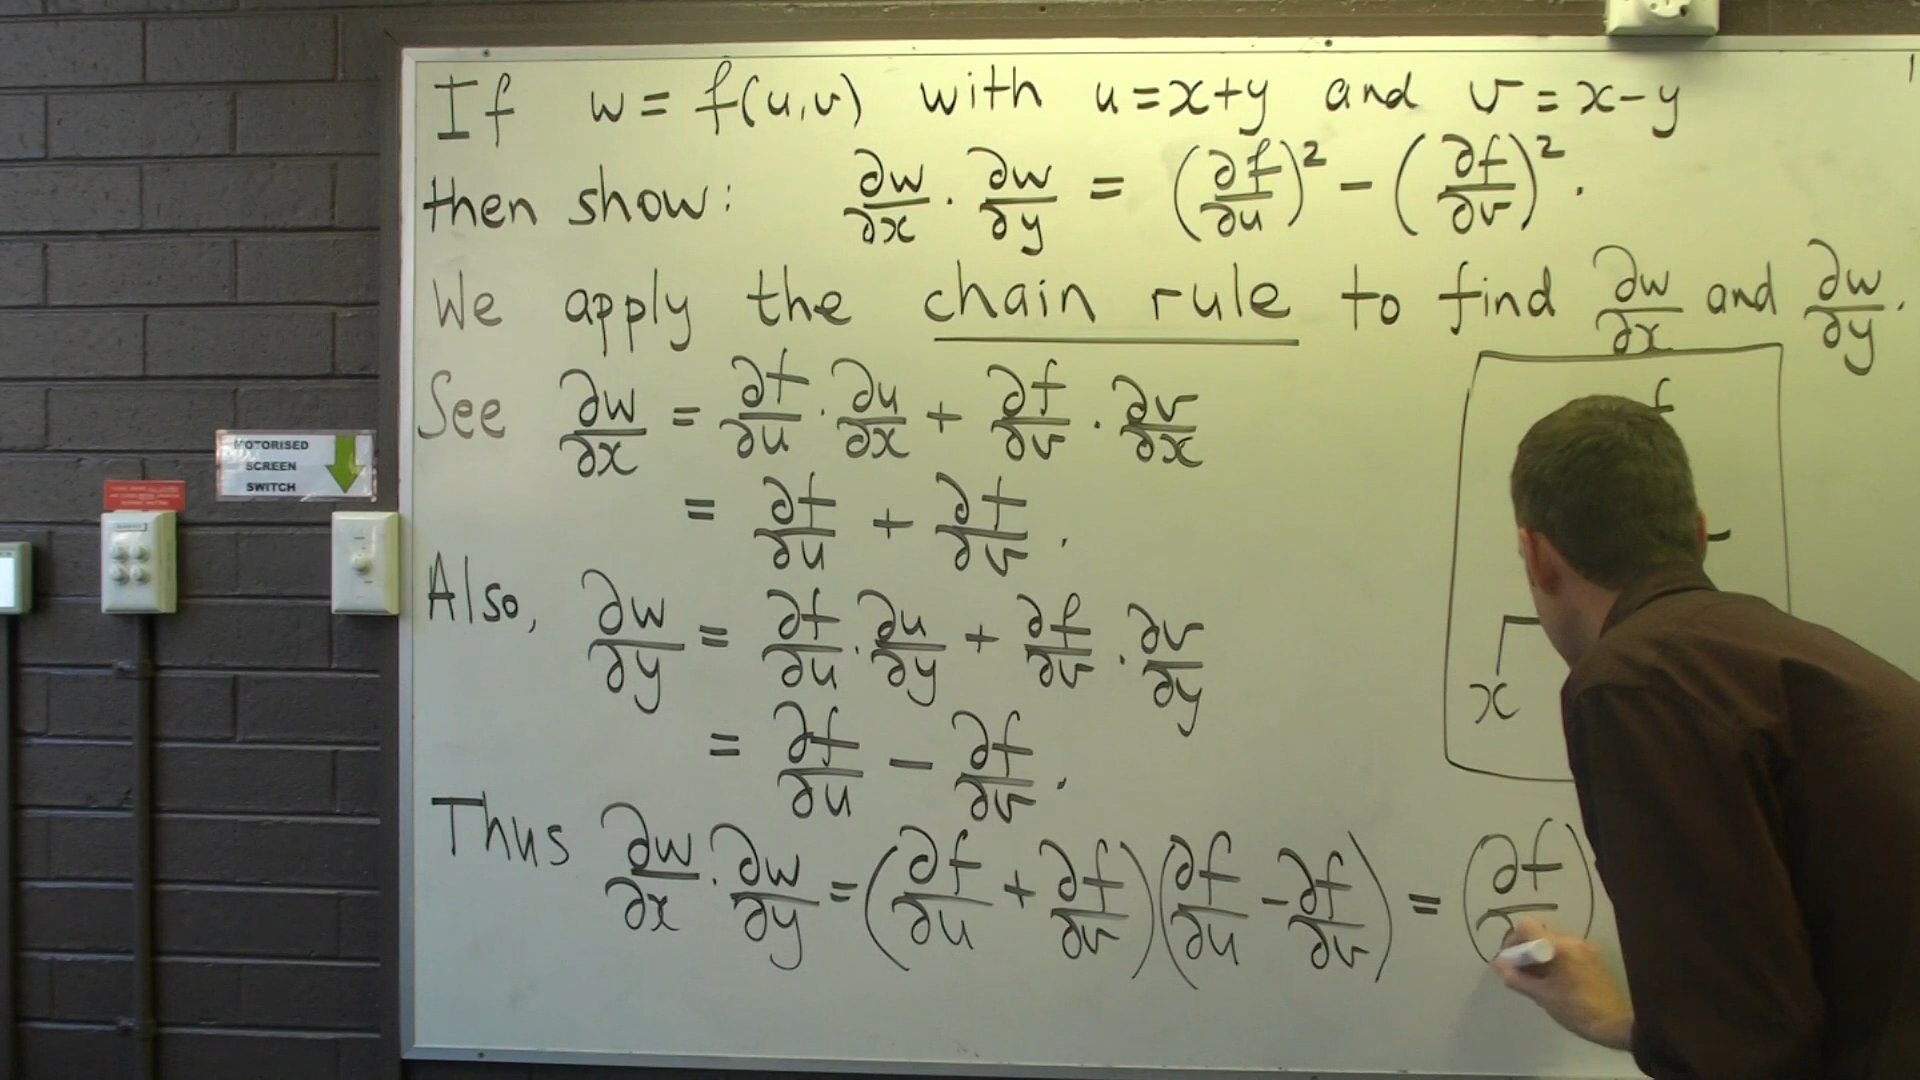 If w = f(u,v) with u = x+y and v = x-y
then show: ∂w/∂x · ∂w/∂y = (∂f/∂u)² - (∂f/∂v)².
We apply the chain rule to find ∂w/∂x and ∂w/∂y.
See ∂w/∂x = ∂f/∂u · ∂u/∂x + ∂f/∂v · ∂v/∂x
= ∂f/∂u + ∂f/∂v.
Also, ∂w/∂y = ∂f/∂u · ∂u/∂y + ∂f/∂v · ∂v/∂y
= ∂f/∂u - ∂f/∂v.
Thus ∂w/∂x · ∂w/∂y = (∂f/∂u + ∂f/∂v)(∂f/∂u - ∂f/∂v) = (∂f/
f
x
MOTORISED
SCREEN
SWITCH